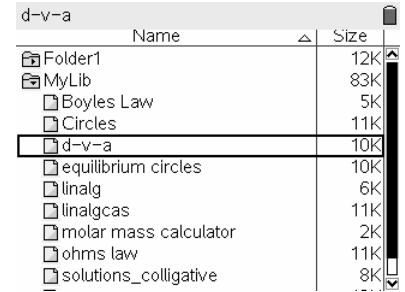 d-v-a
Name Size
Folder1 12K
MyLib 83K
Boyles Law 5K
Circles 11K
d-v-a 10K
equilibrium circles 10K
linalg 6K
linalgcas 11K
molar mass calculator 2K
ohms law 11K
solutions_colligative 8K